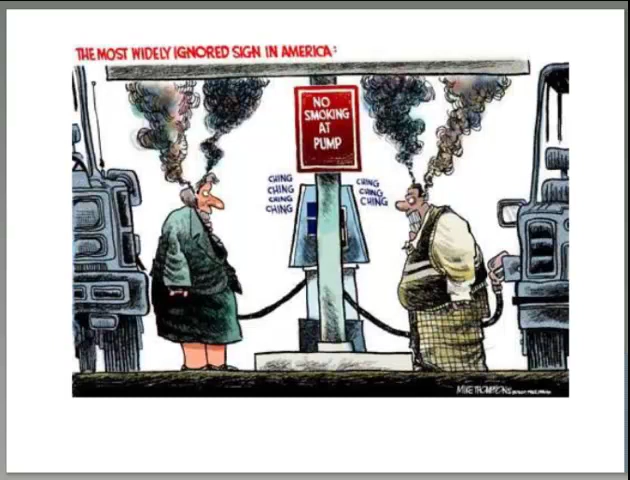 THE MOST WIDELY IGNORED SIGN IN AMERICA:
NO
SMOKING
AT
PUMP
CHING
CHING
CHING
CHING
CHING
CHING
CHING
MIKE THOMPSON